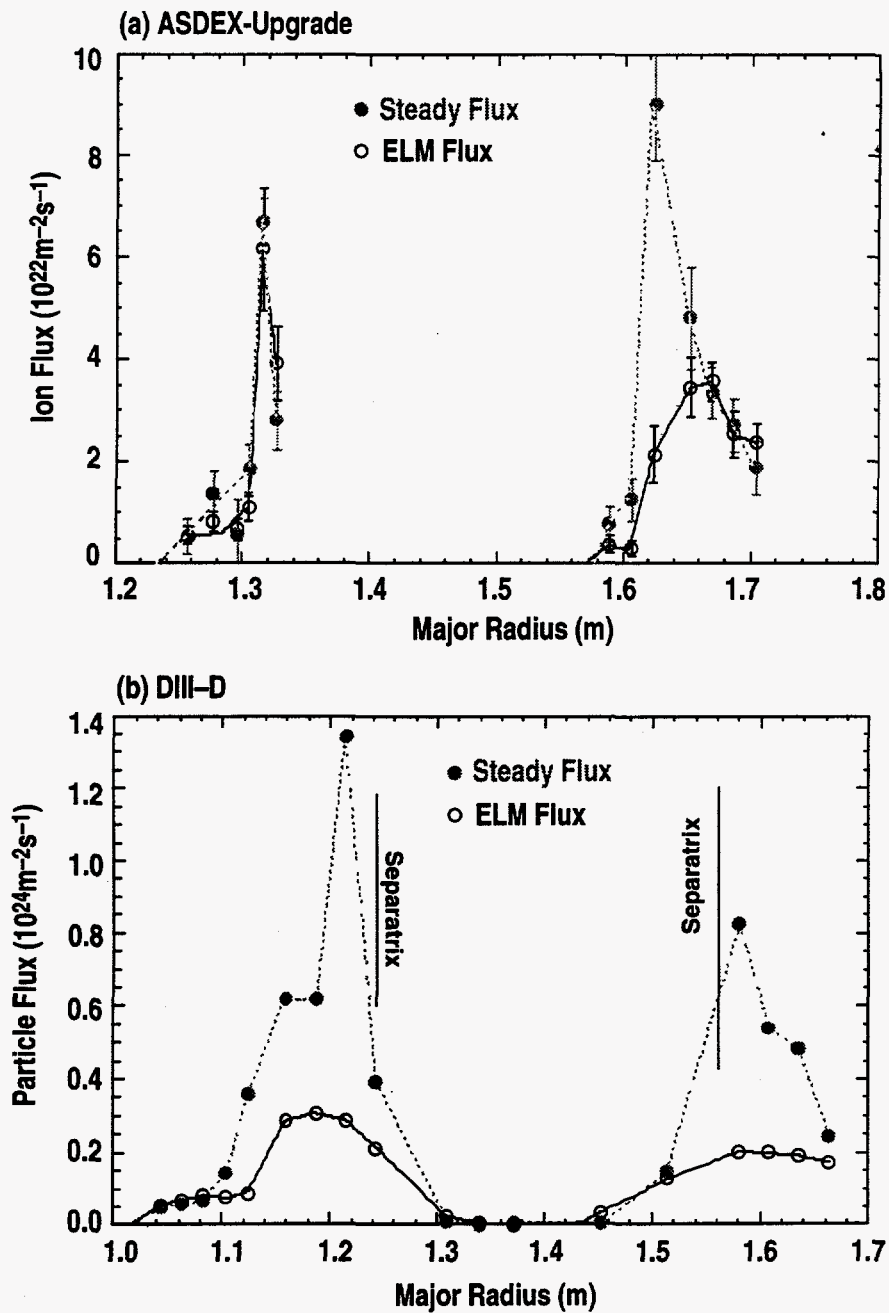 (a) ASDEX-Upgrade
10
8
6
4
2
0
Steady Flux
ELM Flux
Ion Flux (10²²m–²s–¹)
1.2 1.3 1.4 1.5 1.6 1.7 1.8
Major Radius (m)
(b) DIII–D
1.4
1.2
1.0
0.8
0.6
0.4
0.2
0.0
Steady Flux
ELM Flux
Separatrix
Separatrix
Particle Flux (10²⁴m–²s–¹)
1.0 1.1 1.2 1.3 1.4 1.5 1.6 1.7
Major Radius (m)